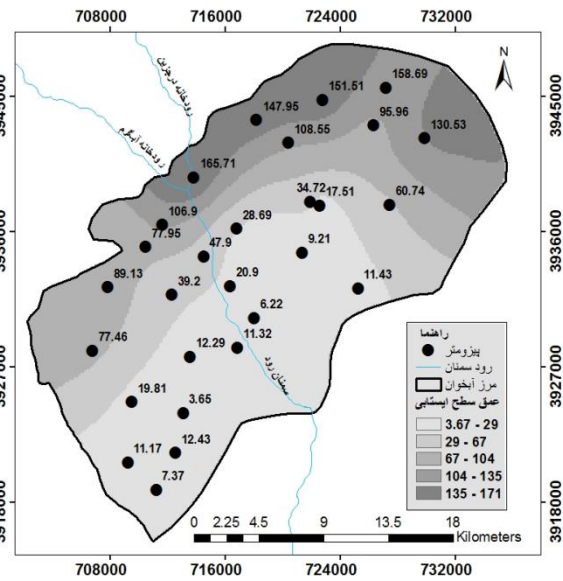 708000 716000 724000 732000
N
3945000 3945000
158.69
151.51
147.95
95.96
130.53
108.55
رودخانه درجزین
رودخانه آبگرم
165.71
34.72 17.51
60.74
106.9
28.69
3936000 3936000
77.95
47.9
9.21
89.13
39.2
20.9
11.43
6.22
77.46
12.29
11.32
سمنان رود
3927000 3927000
19.81
3.65
12.43
11.17
7.37
راهنما
پیزومتر
رود سمنان
مرز آبخوان
عمق سطح ایستابی
3.67 - 29
29 - 67
67 - 104
104 - 135
135 - 171
3918000 3918000
0 2.25 4.5 9 13.5 18
Kilometers
708000 716000 724000 732000